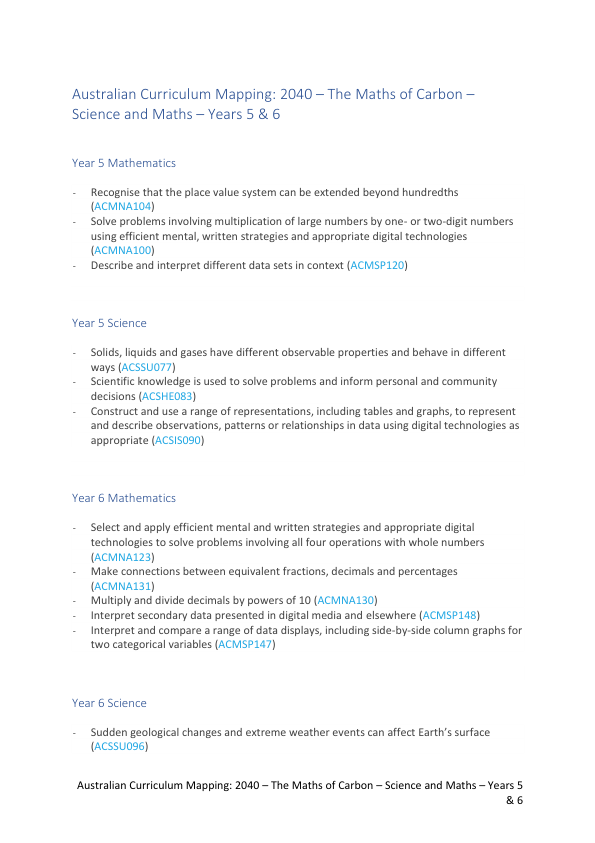 Australian Curriculum Mapping: 2040 – The Maths of Carbon –
Science and Maths – Years 5 & 6
Year 5 Mathematics
- Recognise that the place value system can be extended beyond hundredths
(ACMNA104)
- Solve problems involving multiplication of large numbers by one- or two-digit numbers
using efficient mental, written strategies and appropriate digital technologies
(ACMNA100)
- Describe and interpret different data sets in context (ACMSP120)
Year 5 Science
- Solids, liquids and gases have different observable properties and behave in different
ways (ACSSU077)
- Scientific knowledge is used to solve problems and inform personal and community
decisions (ACSHE083)
- Construct and use a range of representations, including tables and graphs, to represent
and describe observations, patterns or relationships in data using digital technologies as
appropriate (ACSIS090)
Year 6 Mathematics
- Select and apply efficient mental and written strategies and appropriate digital
technologies to solve problems involving all four operations with whole numbers
(ACMNA123)
- Make connections between equivalent fractions, decimals and percentages
(ACMNA131)
- Multiply and divide decimals by powers of 10 (ACMNA130)
- Interpret secondary data presented in digital media and elsewhere (ACMSP148)
- Interpret and compare a range of data displays, including side-by-side column graphs for
two categorical variables (ACMSP147)
Year 6 Science
- Sudden geological changes and extreme weather events can affect Earth’s surface
(ACSSU096)
Australian Curriculum Mapping: 2040 – The Maths of Carbon – Science and Maths – Years 5
& 6